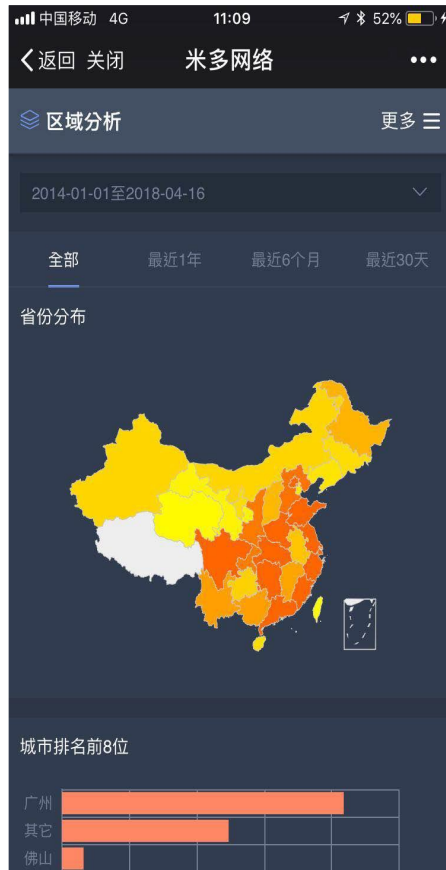 中国移动 4G 11:09 52%
返回 关闭 米多网络
区域分析 更多
2014-01-01至2018-04-16
全部 最近1年 最近6个月 最近30天
省份分布
城市排名前8位
广州
其它
佛山